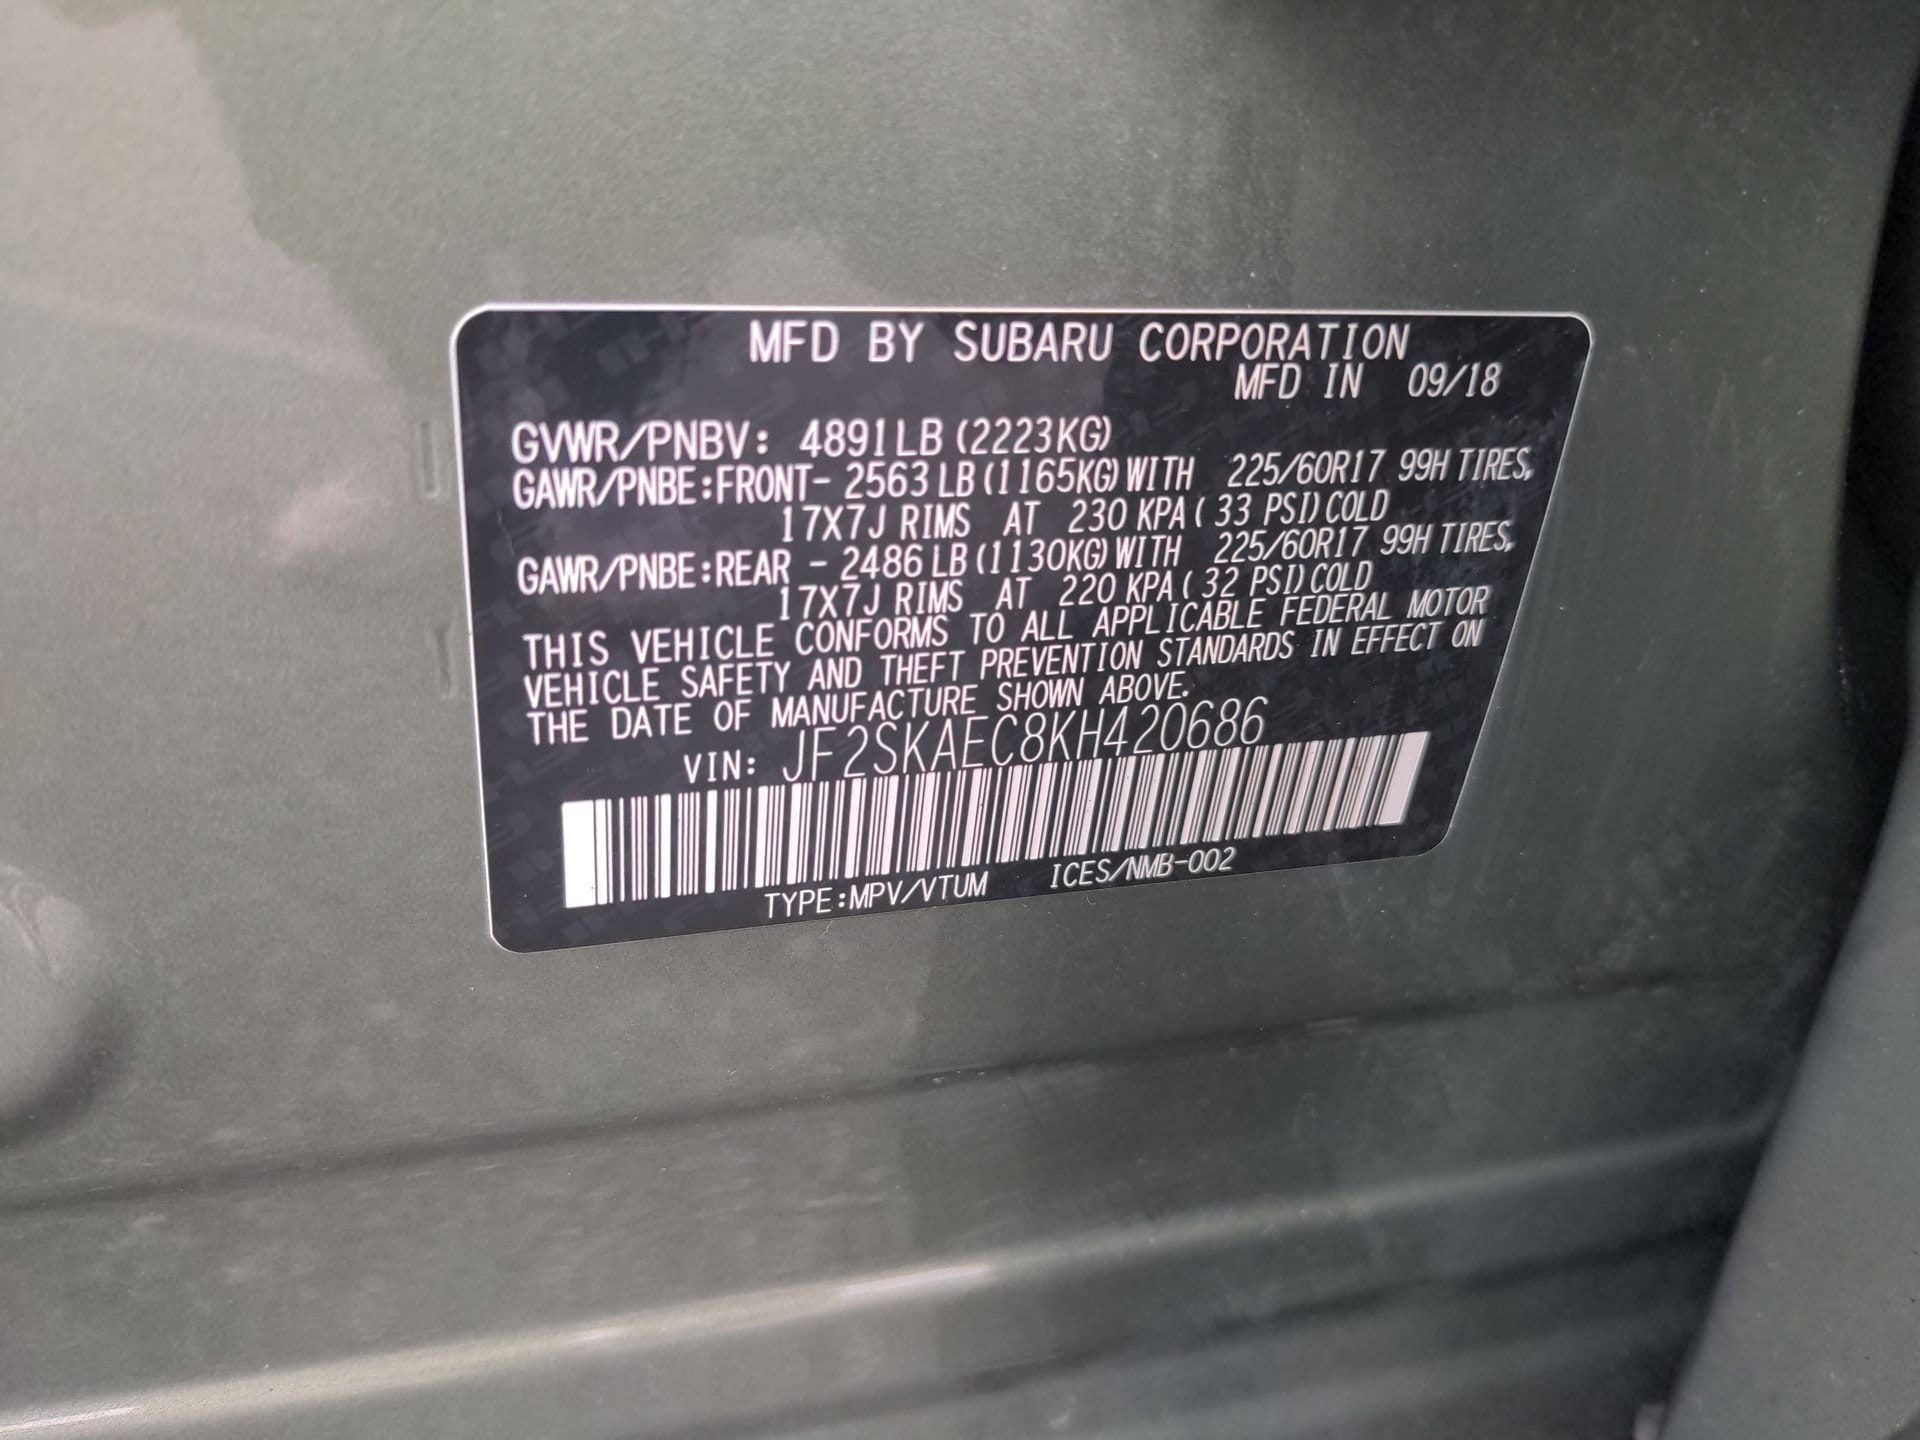 MFD BY SUBARU CORPORATION
MFD IN 09/18
GVWR/PNBV: 4891LB (2223KG)
GAWR/PNBE:FRONT- 2563 LB (1165KG) WITH 225/60R17 99H TIRES,
17X7J RIMS AT 230 KPA ( 33 PSI) COLD
GAWR/PNBE:REAR - 2486 LB (1130KG) WITH 225/60R17 99H TIRES,
17X7J RIMS AT 220 KPA ( 32 PSI) COLD
THIS VEHICLE CONFORMS TO ALL APPLICABLE FEDERAL MOTOR
VEHICLE SAFETY AND THEFT PREVENTION STANDARDS IN EFFECT ON
THE DATE OF MANUFACTURE SHOWN ABOVE.
VIN: JF2SKAEC8KH420686
TYPE:MPV/VTUM ICES/NMB-002